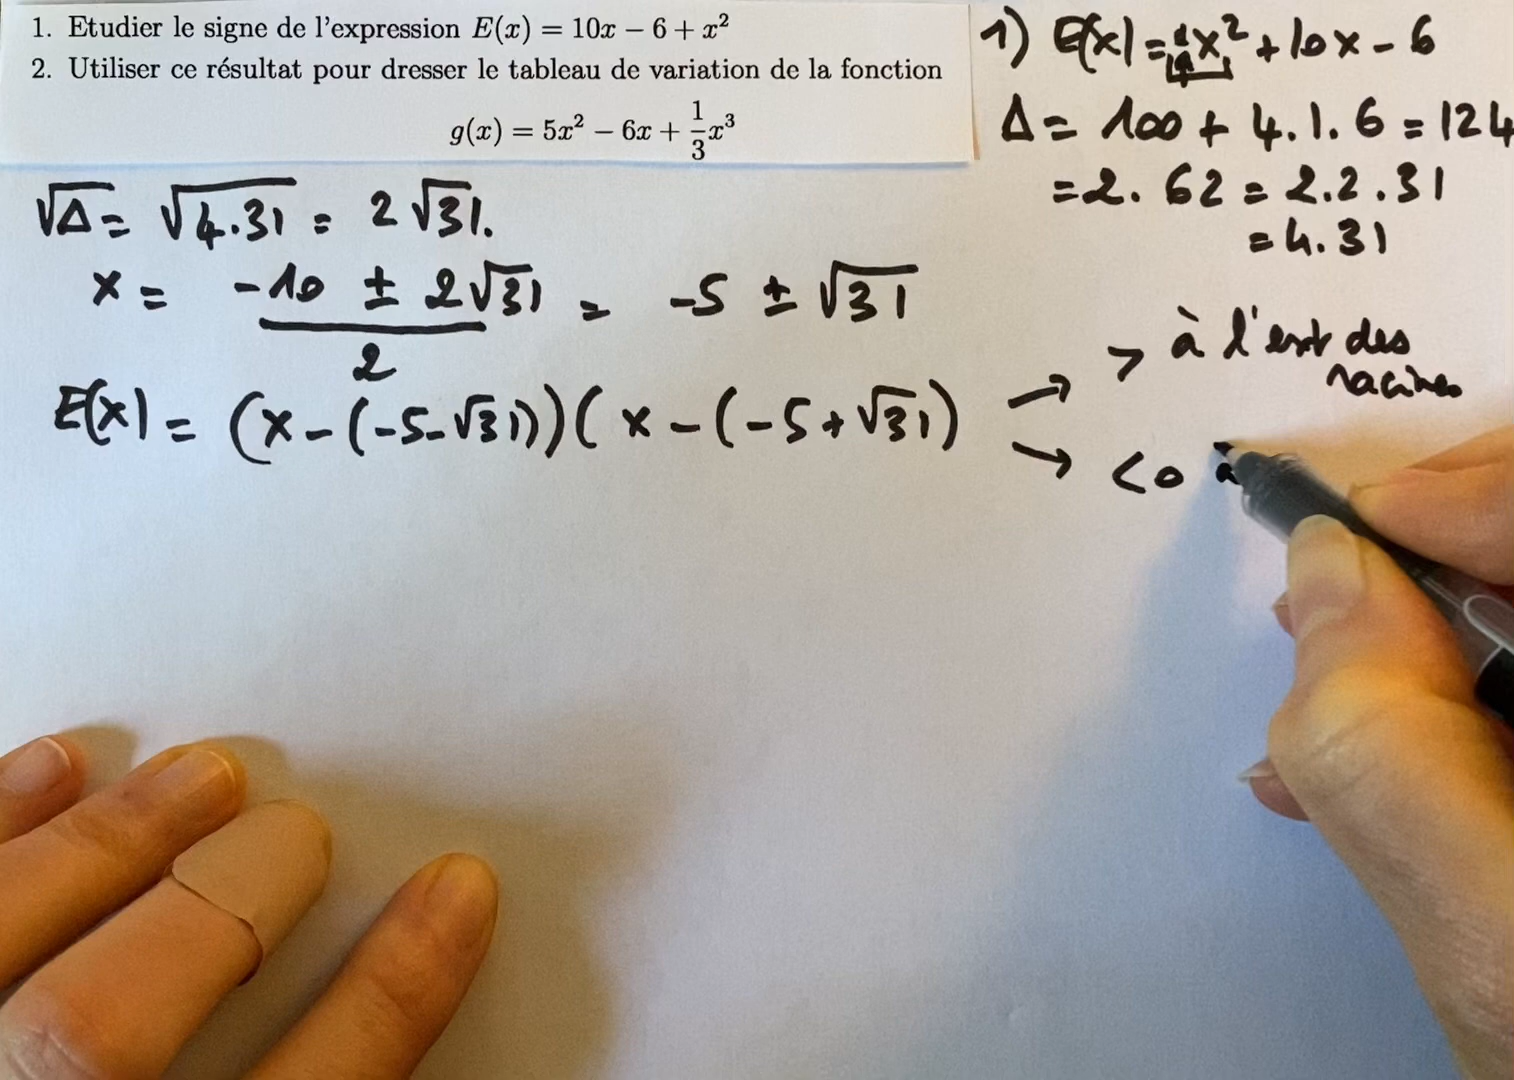 1. Etudier le signe de l'expression E(x) = 10x − 6 + x²
2. Utiliser ce résultat pour dresser le tableau de variation de la fonction
g(x) = 5x² − 6x + 1/3 x³
1) E(x) = x² + 10x − 6
Δ = 100 + 4.1.6 = 124
= 2. 62 = 2.2.31
= 4.31
√Δ = √4.31 = 2√31.
x = (−10 ± 2√31)/2 = −5 ± √31
E(x) = (x − (−5−√31))(x − (−5+√31)
→ > à l'ext des
racines
→ <0